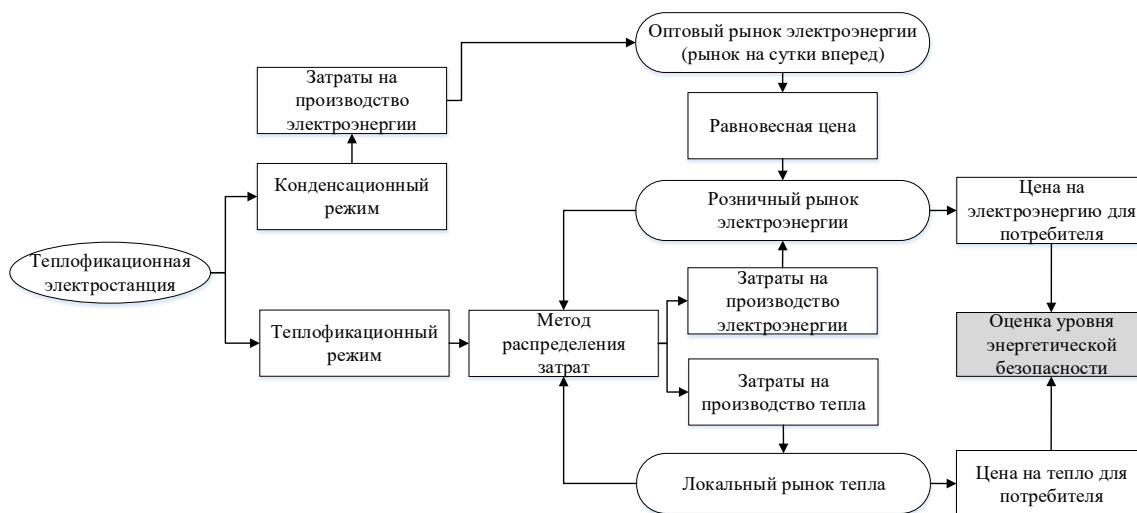 Оптовый рынок электроэнергии
(рынок на сутки вперед)
Затраты на
производство
электроэнергии
Равновесная цена
Конденсационный
режим
Розничный рынок
электроэнергии
Цена на
электроэнергию для
потребителя
Теплофикационная
электростанция
Затраты на
производство
электроэнергии
Теплофикационный
режим
Метод
распределения
затрат
Оценка уровня
энергетической
безопасности
Затраты на
производство тепла
Локальный рынок тепла
Цена на тепло для
потребителя